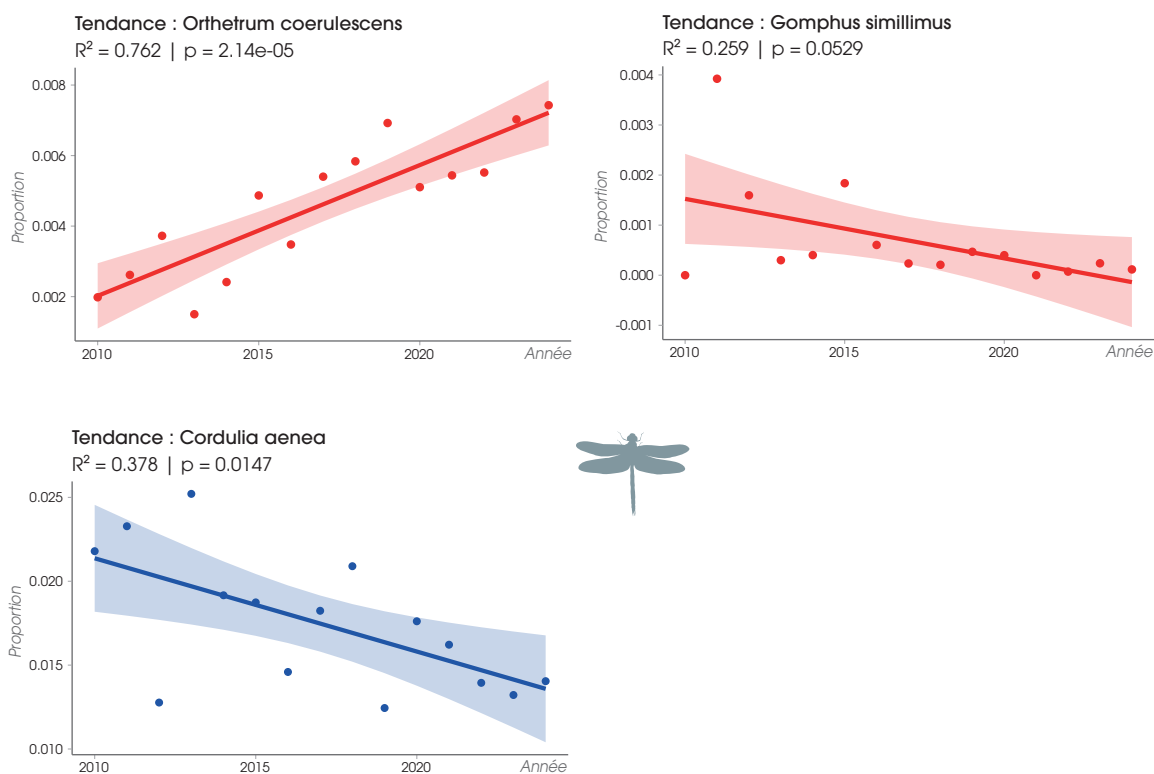 Tendance : Orthetrum coerulescens
R² = 0.762 | p = 2.14e-05
0.008
0.006
0.004
0.002
Proportion
2010
2015
2020
Année
Tendance : Gomphus simillimus
R² = 0.259 | p = 0.0529
0.004
0.003
0.002
0.001
0.000
-0.001
Proportion
2010
2015
2020
Année
Tendance : Cordulia aenea
R² = 0.378 | p = 0.0147
0.025
0.020
0.015
0.010
Proportion
2010
2015
2020
Année